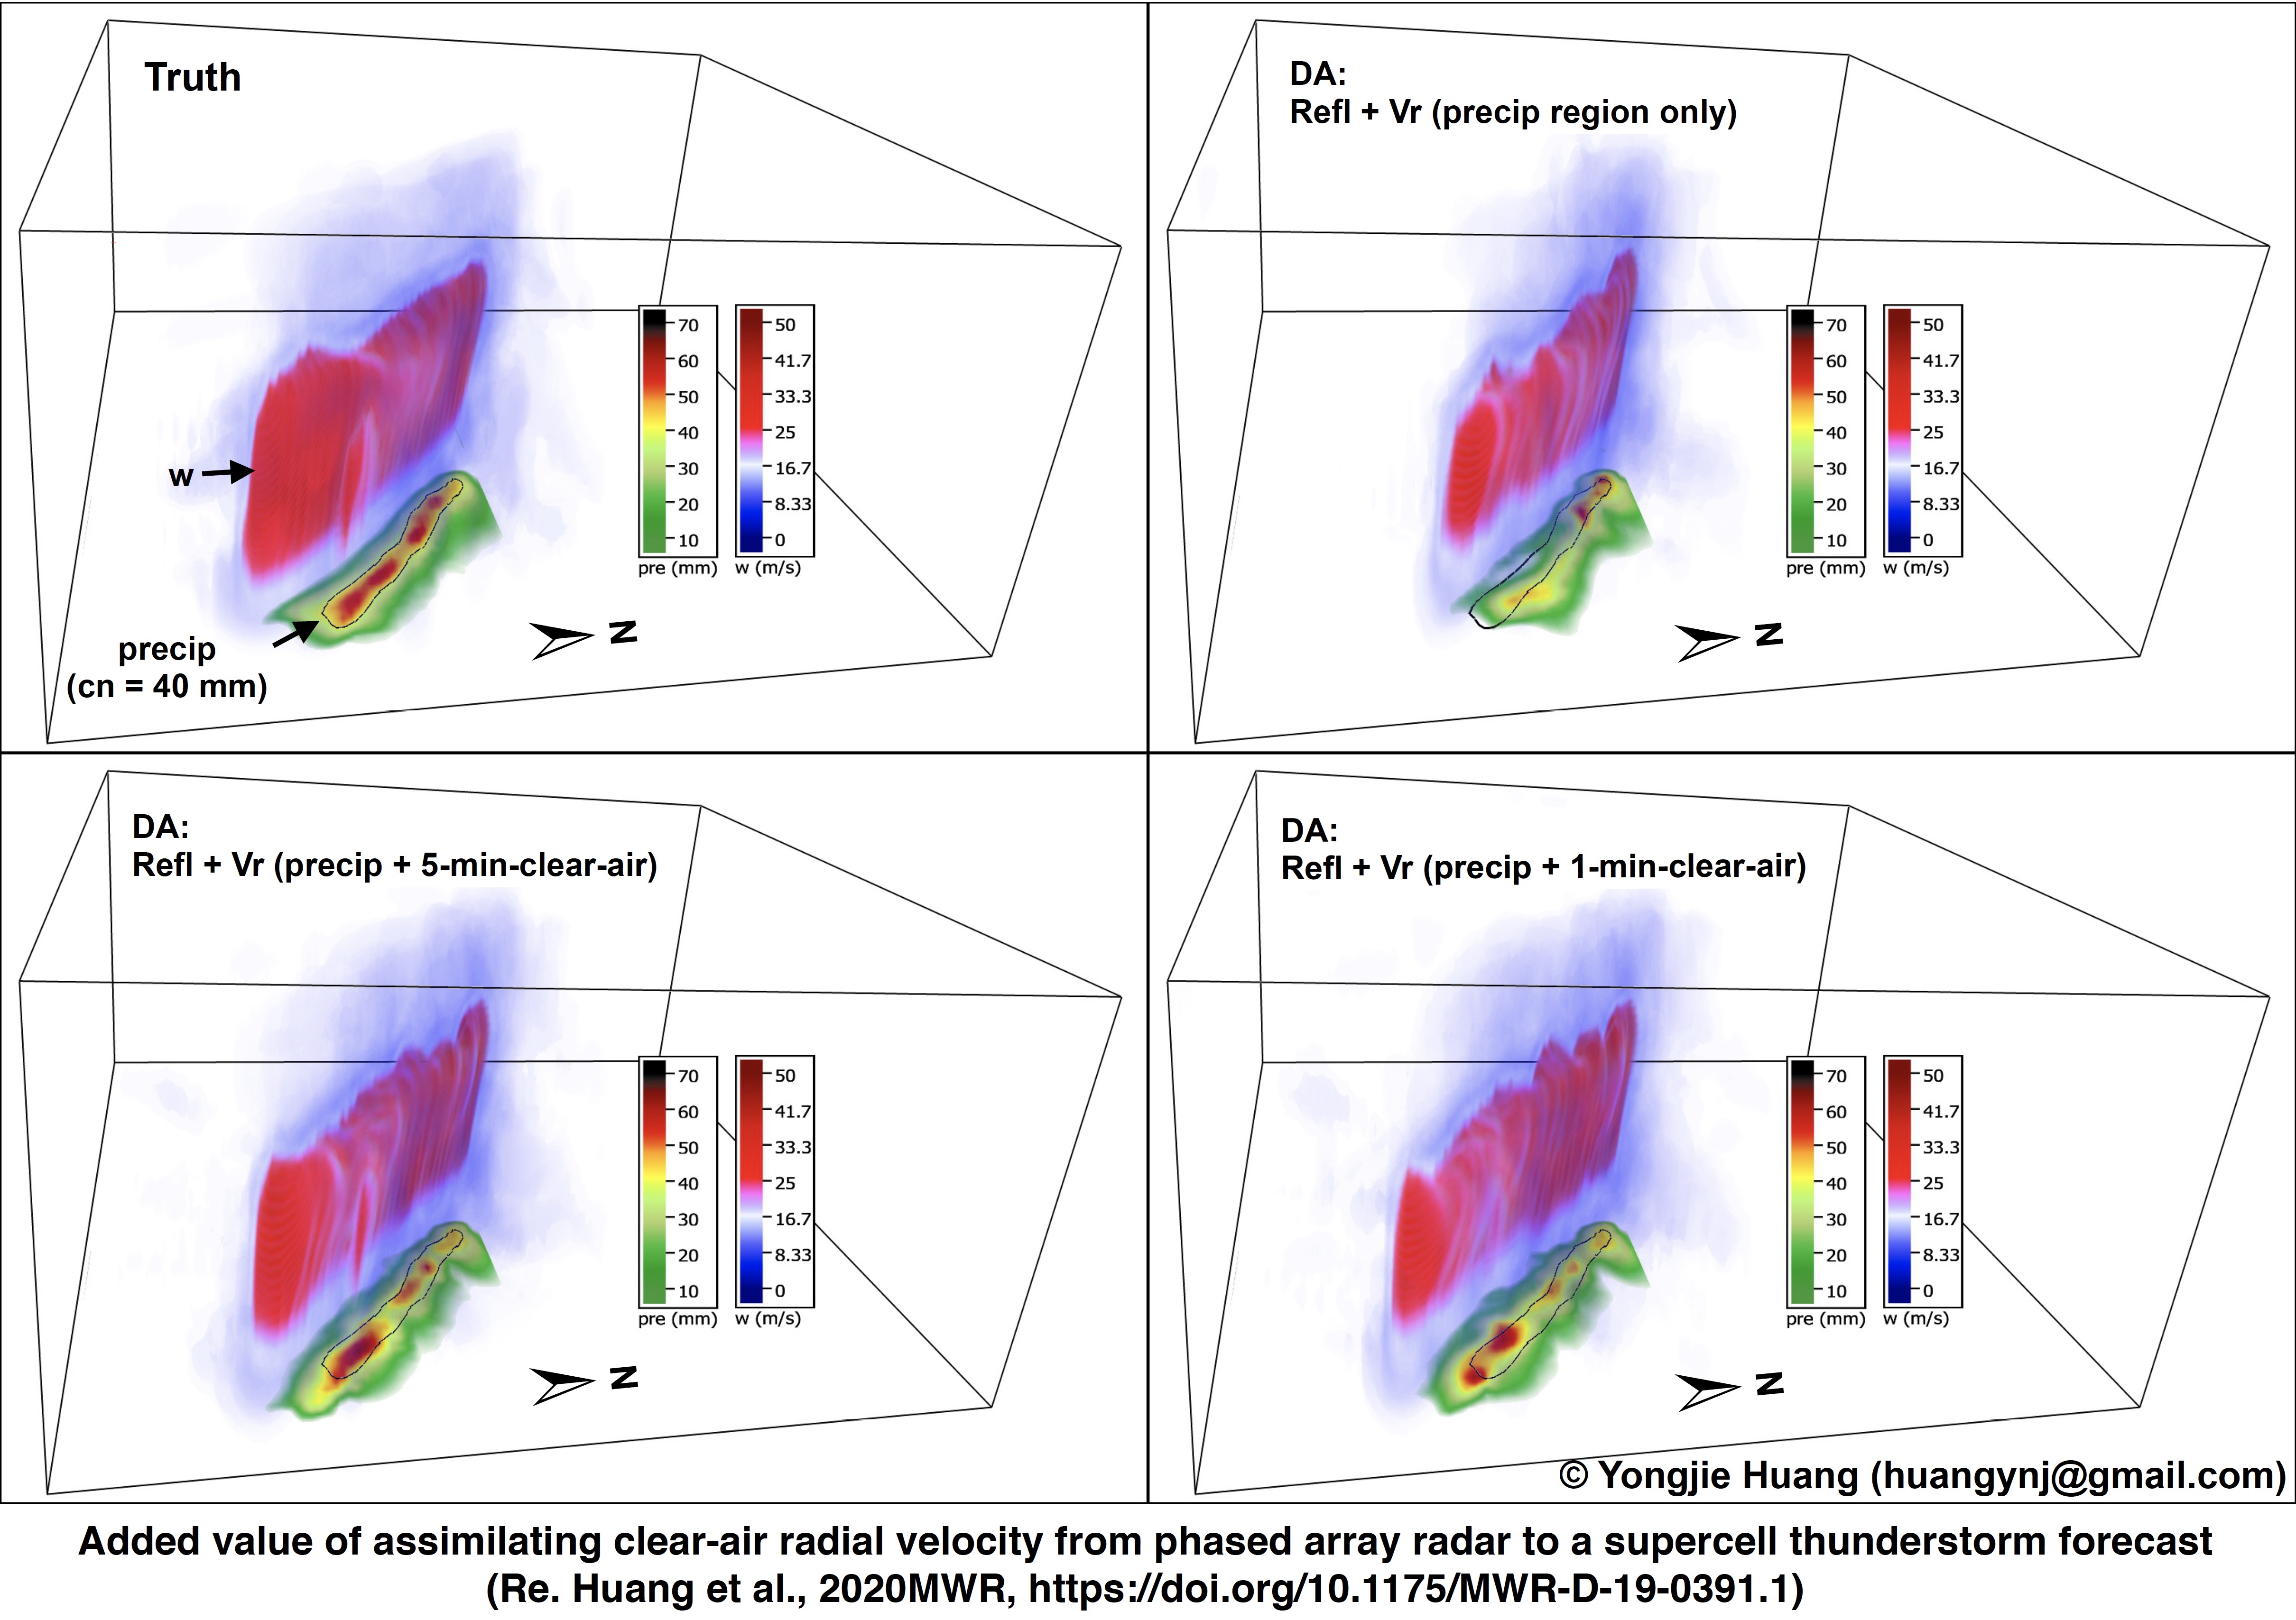 Truth
70
60
50
40
30
20
10
pre (mm)
50
41.7
33.3
25
16.7
8.33
0
w (m/s)
w
precip
(cn = 40 mm)
N
DA:
Refl + Vr (precip region only)
70
60
50
40
30
20
10
pre (mm)
50
41.7
33.3
25
16.7
8.33
0
w (m/s)
N
DA:
Refl + Vr (precip + 5-min-clear-air)
70
60
50
40
30
20
10
pre (mm)
50
41.7
33.3
25
16.7
8.33
0
w (m/s)
N
DA:
Refl + Vr (precip + 1-min-clear-air)
70
60
50
40
30
20
10
pre (mm)
50
41.7
33.3
25
16.7
8.33
0
w (m/s)
N
© Yongjie Huang (huangynj@gmail.com)
Added value of assimilating clear-air radial velocity from phased array radar to a supercell thunderstorm forecast
(Re. Huang et al., 2020MWR, https://doi.org/10.1175/MWR-D-19-0391.1)